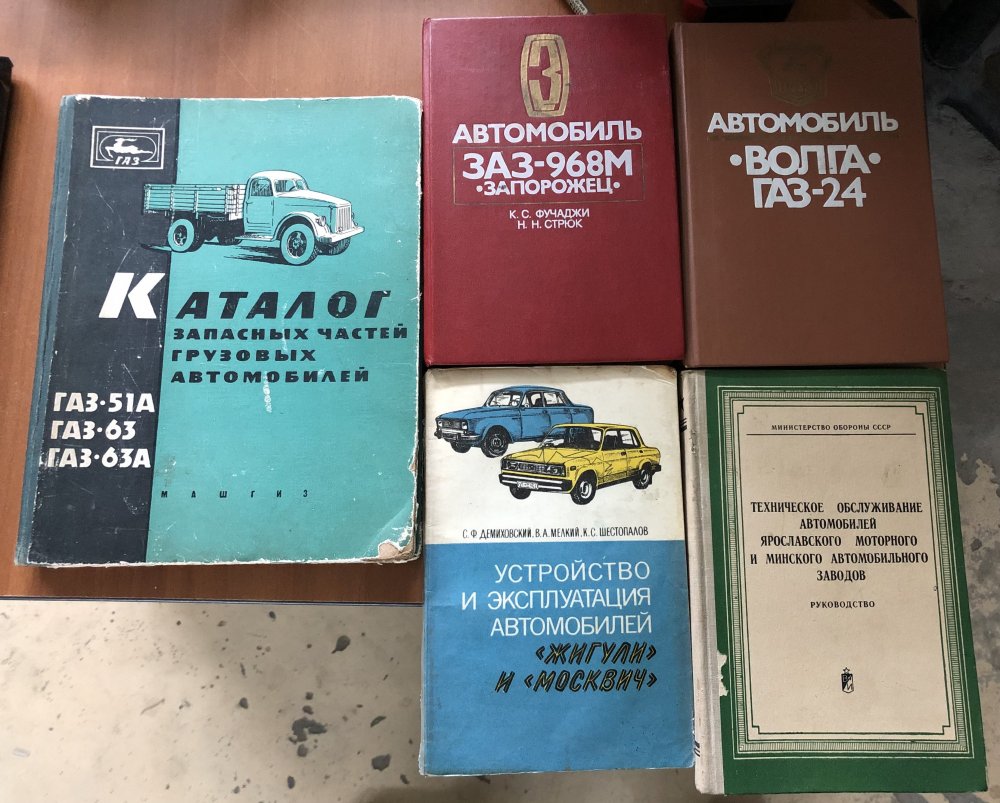 ГАЗ
КАТАЛОГ
ЗАПАСНЫХ ЧАСТЕЙ
ГРУЗОВЫХ
АВТОМОБИЛЕЙ
ГАЗ·51А
ГАЗ·63
ГАЗ·63А
МАШГИЗ
З
АВТОМОБИЛЬ
ЗАЗ-968М
·ЗАПОРОЖЕЦ·
К. С. ФУЧАДЖИ
Н. Н. СТРЮК
АВТОМОБИЛЬ
·ВОЛГА·
ГАЗ-24
С. Ф. ДЕМИХОВСКИЙ, В. А. МЕЛКИЙ, К. С. ШЕСТОПАЛОВ
УСТРОЙСТВО
И ЭКСПЛУАТАЦИЯ
АВТОМОБИЛЕЙ
«ЖИГУЛИ»
И «МОСКВИЧ»
МИНИСТЕРСТВО ОБОРОНЫ СССР
ТЕХНИЧЕСКОЕ ОБСЛУЖИВАНИЕ
АВТОМОБИЛЕЙ
ЯРОСЛАВСКОГО МОТОРНОГО
И МИНСКОГО АВТОМОБИЛЬНОГО
ЗАВОДОВ
РУКОВОДСТВО